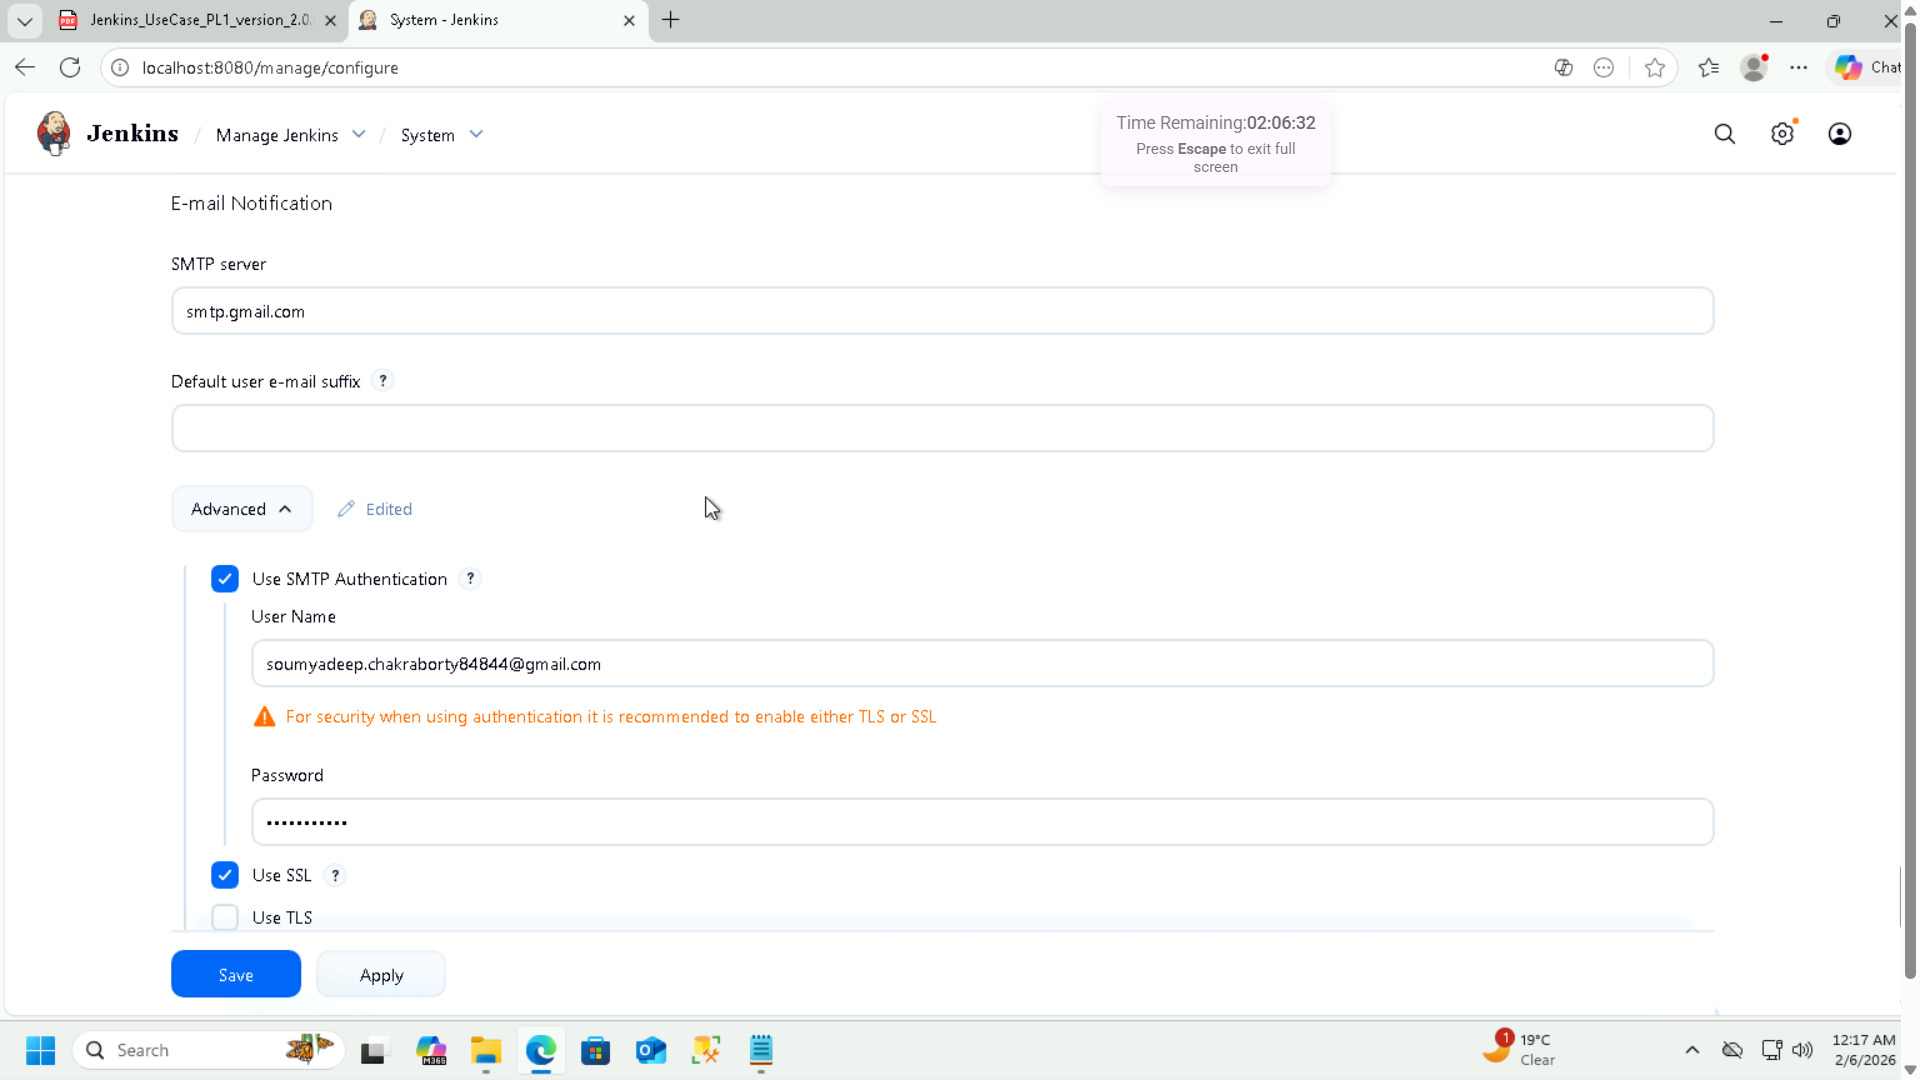 Jenkins_UseCase_PL1_version_2.0.
System - Jenkins
localhost:8080/manage/configure
Chat
Jenkins / Manage Jenkins / System
Time Remaining:02:06:32
Press Escape to exit full
screen
E-mail Notification
SMTP server
smtp.gmail.com
Default user e-mail suffix ?
Advanced
Edited
Use SMTP Authentication ?
User Name
soumyadeep.chakraborty84844@gmail.com
For security when using authentication it is recommended to enable either TLS or SSL
Password
•••••••••••
Use SSL ?
Use TLS
Save
Apply
Search
M365
1
19°C
Clear
12:17 AM
2/6/2026